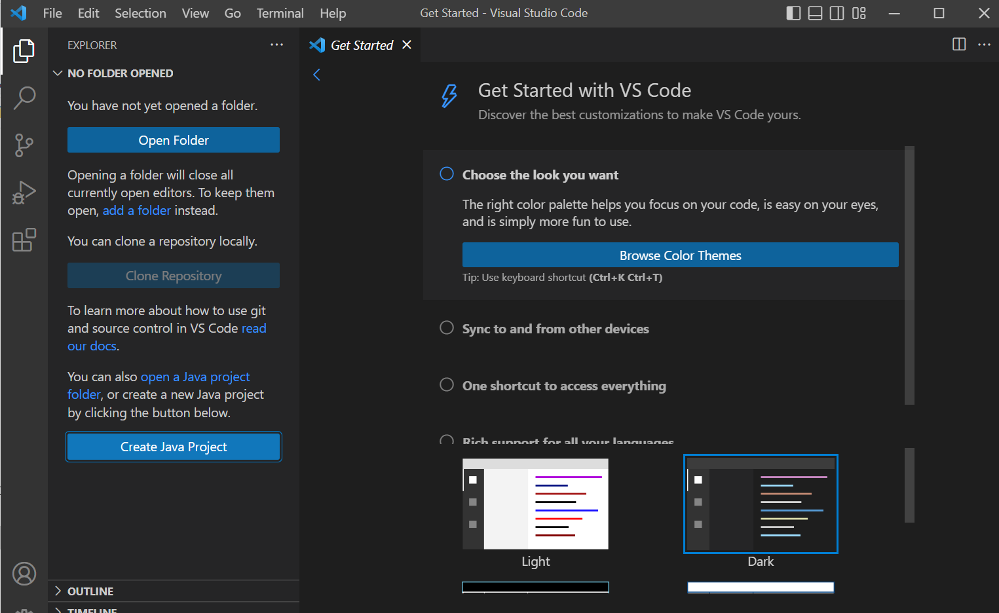 File Edit Selection View Go Terminal Help
Get Started - Visual Studio Code
EXPLORER
NO FOLDER OPENED
You have not yet opened a folder.
Open Folder
Opening a folder will close all
currently open editors. To keep them
open, add a folder instead.
You can clone a repository locally.
Clone Repository
To learn more about how to use git
and source control in VS Code read
our docs.
You can also open a Java project
folder, or create a new Java project
by clicking the button below.
Create Java Project
OUTLINE
TIMELINE
Get Started
Get Started with VS Code
Discover the best customizations to make VS Code yours.
Choose the look you want
The right color palette helps you focus on your code, is easy on your eyes,
and is simply more fun to use.
Browse Color Themes
Tip: Use keyboard shortcut (Ctrl+K Ctrl+T)
Sync to and from other devices
One shortcut to access everything
Rich support for all your languages
Light
Dark